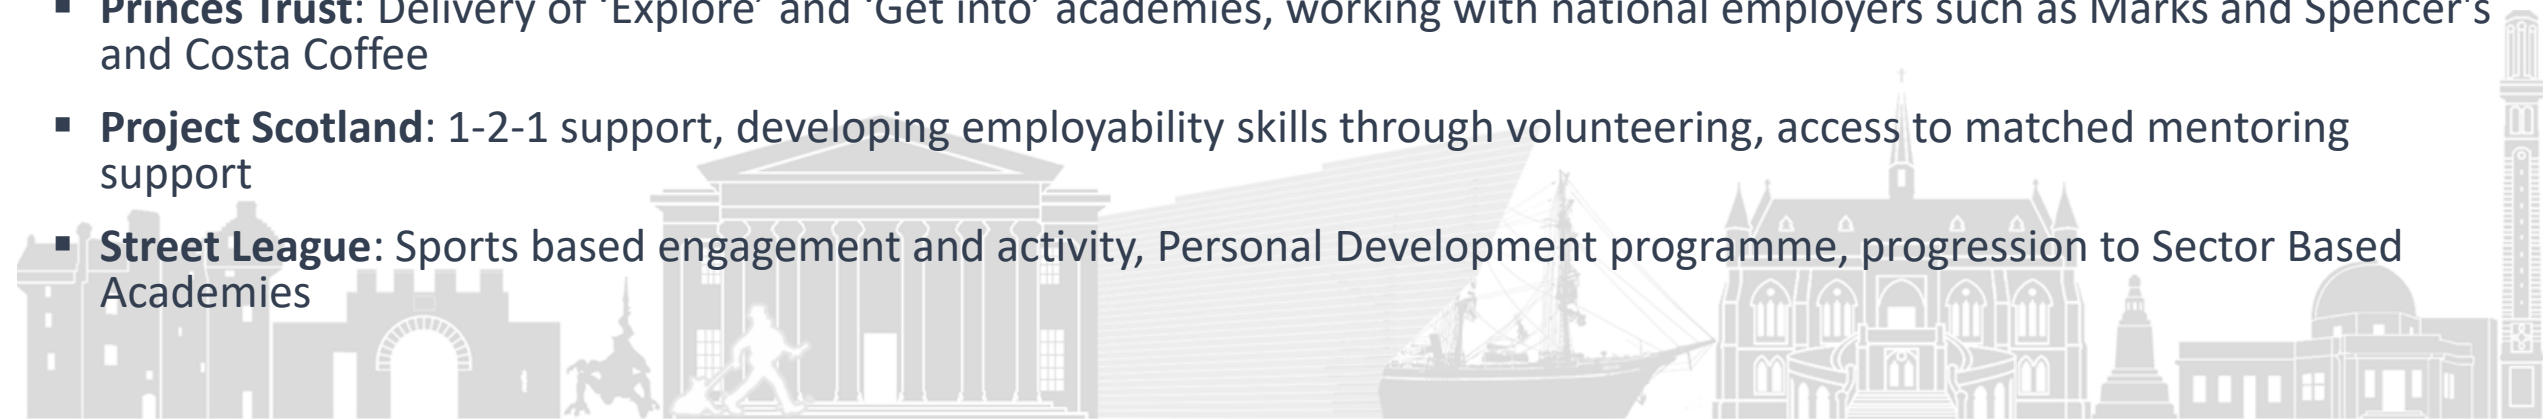 ▪ Princes Trust: Delivery of ‘Explore’ and ‘Get into’ academies, working with national employers such as Marks and Spencer's
and Costa Coffee
▪ Project Scotland: 1-2-1 support, developing employability skills through volunteering, access to matched mentoring
support
▪ Street League: Sports based engagement and activity, Personal Development programme, progression to Sector Based
Academies